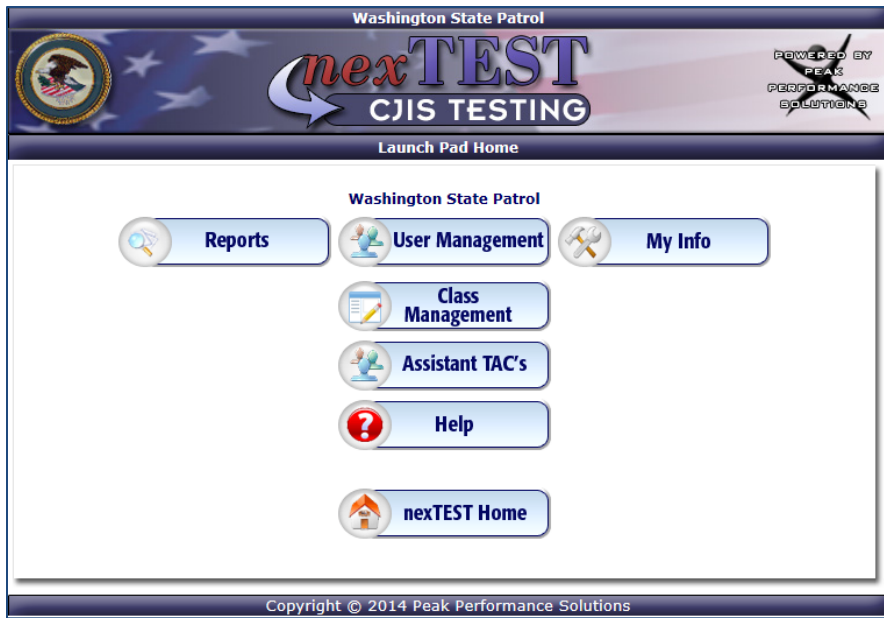 Washington State Patrol
nexTEST
CJIS TESTING
POWERED BY
PEAK
PERFORMANCE
SOLUTIONS
Launch Pad Home
Washington State Patrol
Reports
User Management
My Info
Class
Management
Assistant TAC's
Help
nexTEST Home
Copyright © 2014 Peak Performance Solutions